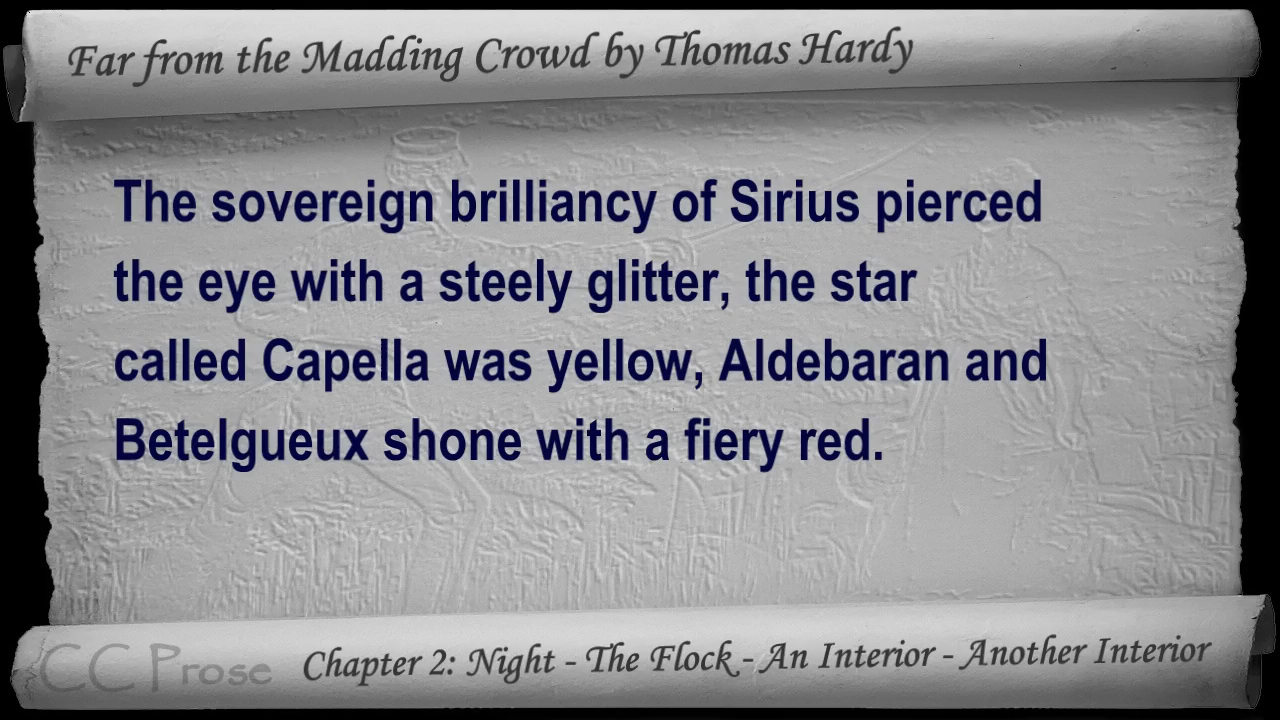 Far from the Madding Crowd by Thomas Hardy
The sovereign brilliancy of Sirius pierced
the eye with a steely glitter, the star
called Capella was yellow, Aldebaran and
Betelgueux shone with a fiery red.
CC Prose
Chapter 2: Night - The Flock - An Interior - Another Interior